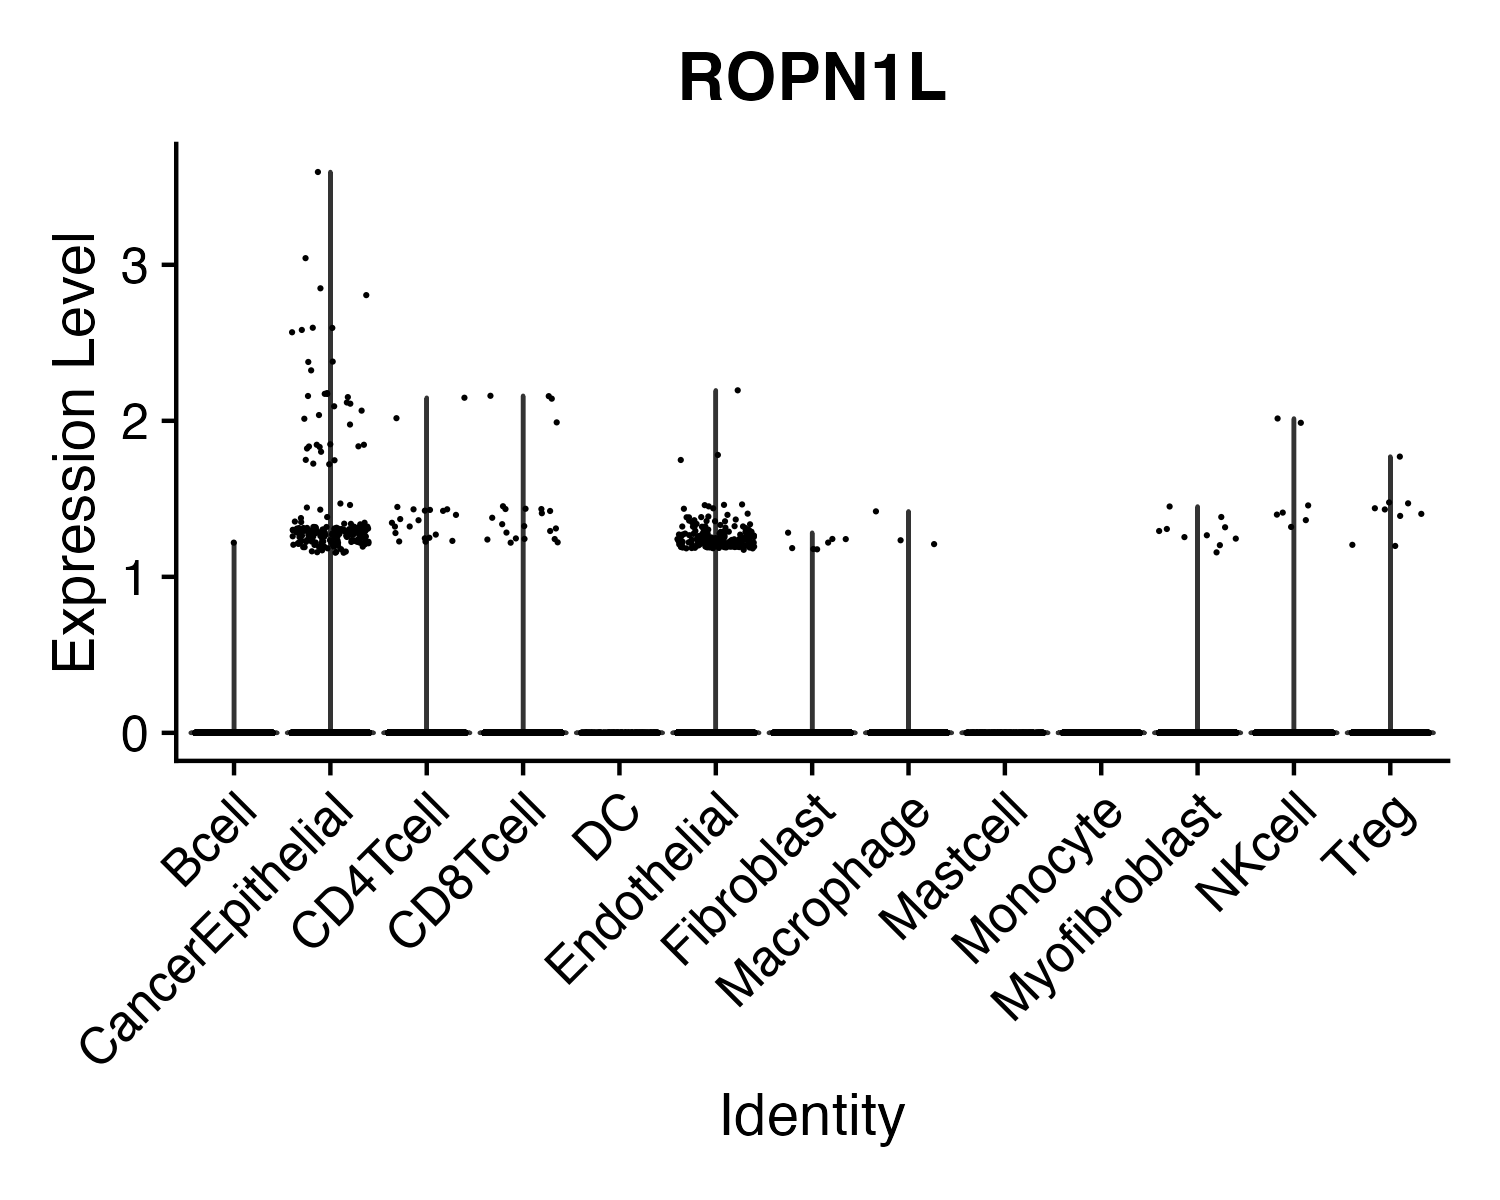 ROPN1L
Expression Level
3
2
1
0
Bcell
CancerEpithelial
CD4Tcell
CD8Tcell
DC
Endothelial
Fibroblast
Macrophage
Mastcell
Monocyte
Myofibroblast
NKcell
Treg
Identity